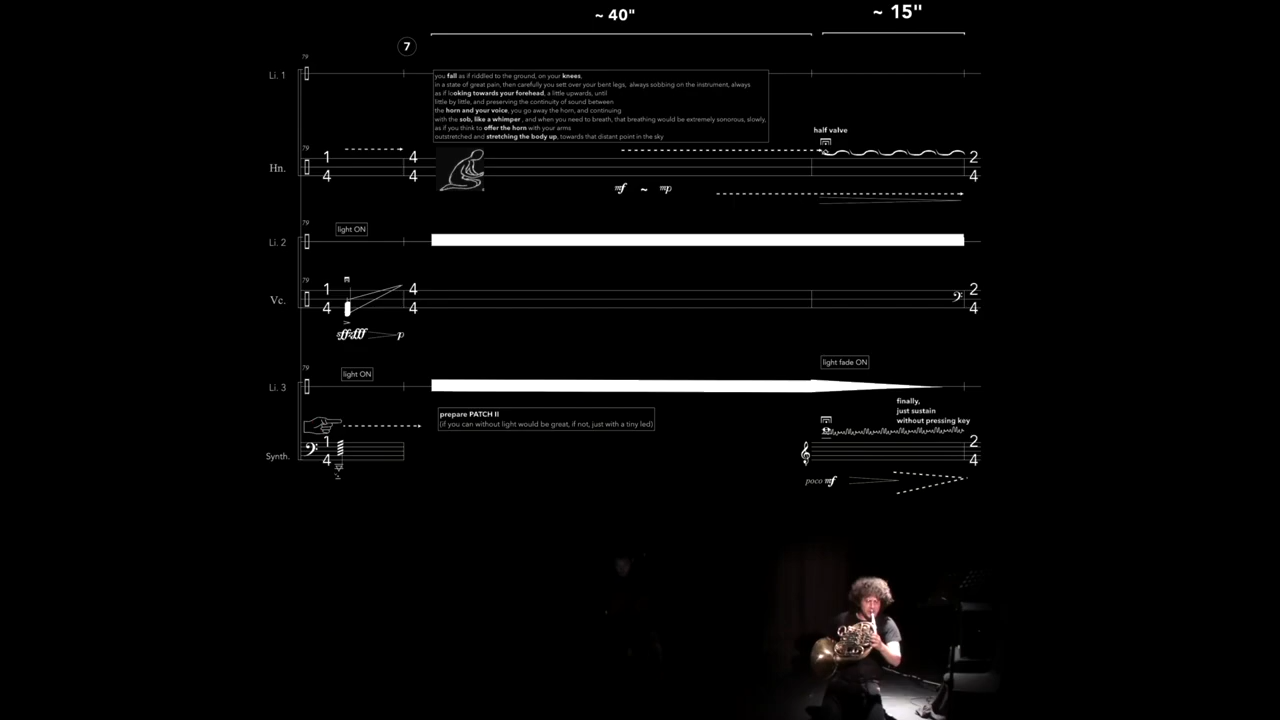 ~ 40"
~ 15"
7
79
Li. 1
you fall as if riddled to the ground, on your knees,
in a state of great pain, then carefully you sett over your bent legs, always sobbing on the instrument, always
as if looking towards your forehead, a little upwards, until
little by little, and preserving the continuity of sound between
the horn and your voice, you go away the horn, and continuing
with the sob, like a whimper , and when you need to breath, that breathing would be extremely sonorous, slowly,
as if you think to offer the horn with your arms
outstretched and stretching the body up, towards that distant point in the sky
half valve
79
Hn.
1 4
4 4
2 4
mf ~ mp
79
light ON
Li. 2
79
Vc.
1 4
4 4
2 4
sffzfff p
light fade ON
79
light ON
Li. 3
finally,
just sustain
without pressing key
prepare PATCH II
(if you can without light would be great, if not, just with a tiny led)
Synth.
1 4
2 4
poco mf